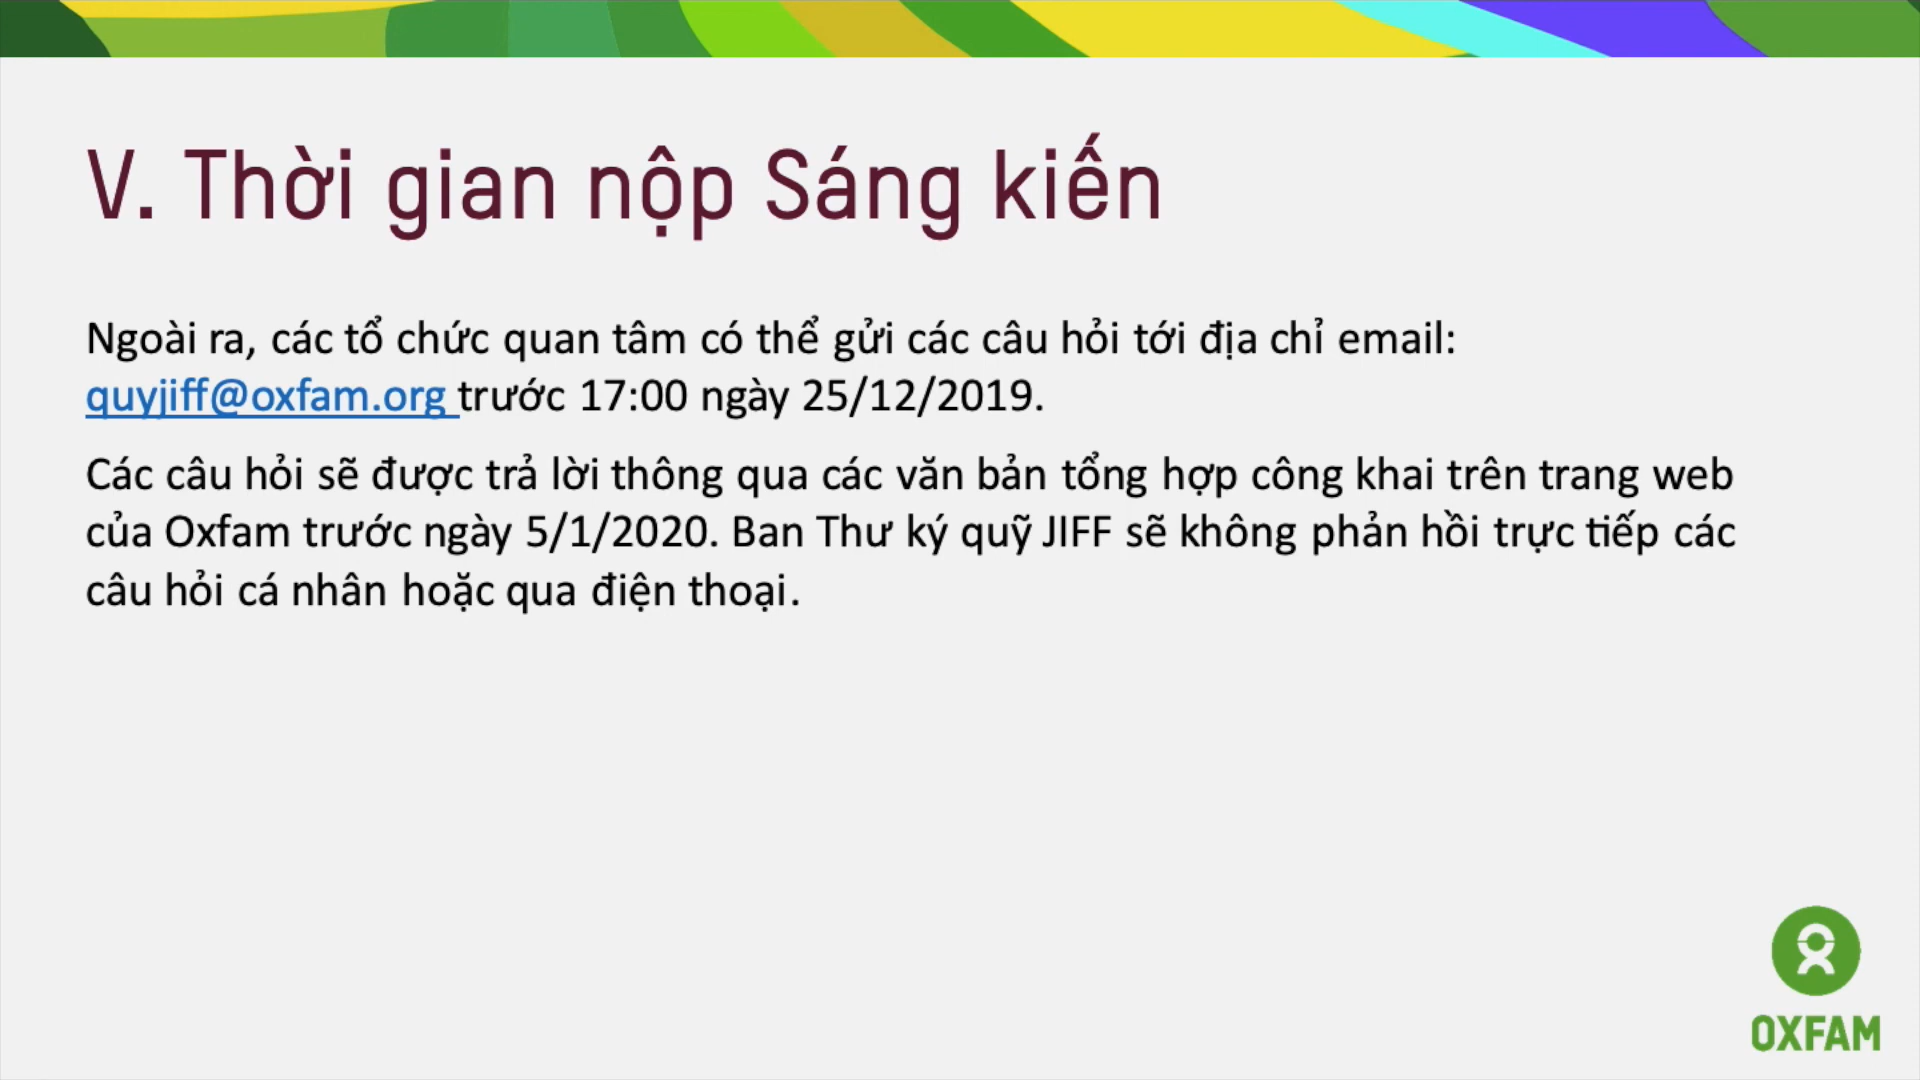 V. Thời gian nộp Sáng kiến
Ngoài ra, các tổ chức quan tâm có thể gửi các câu hỏi tới địa chỉ email:
quyjiff@oxfam.org trước 17:00 ngày 25/12/2019.
Các câu hỏi sẽ được trả lời thông qua các văn bản tổng hợp công khai trên trang web
của Oxfam trước ngày 5/1/2020. Ban Thư ký quỹ JIFF sẽ không phản hồi trực tiếp các
câu hỏi cá nhân hoặc qua điện thoại.
OXFAM